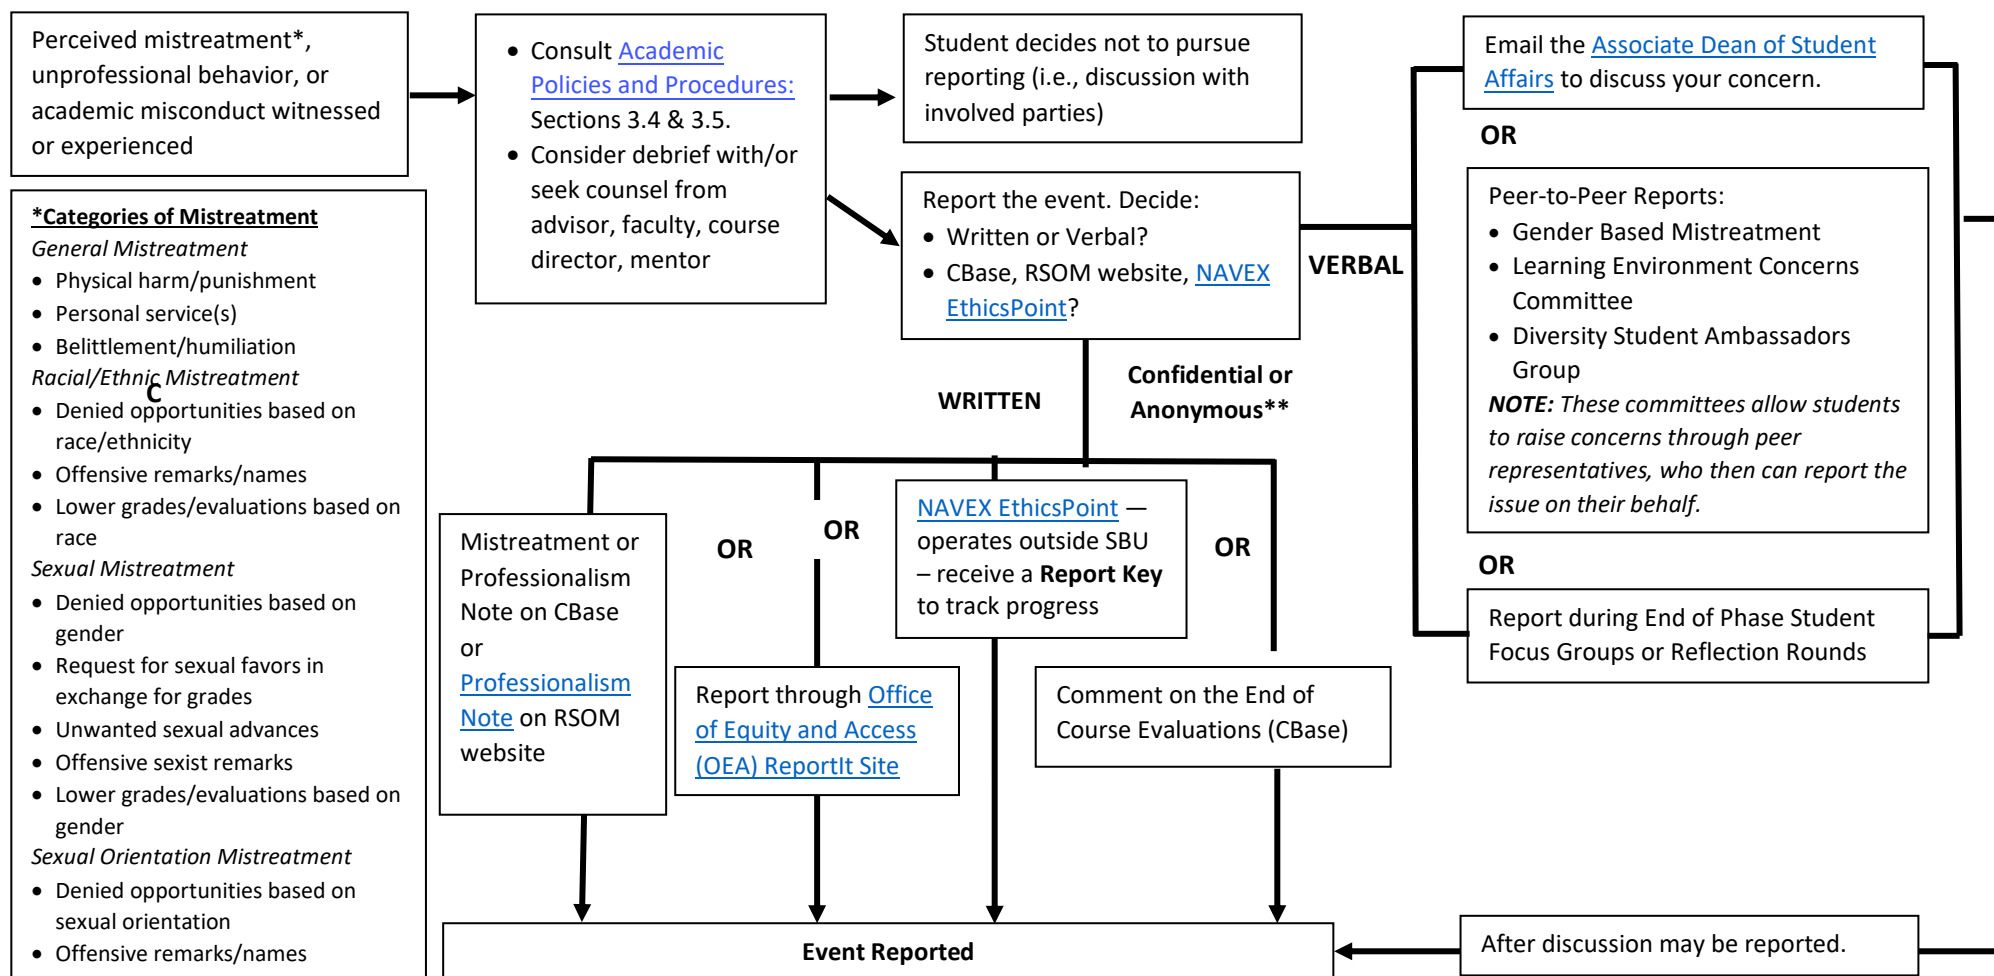 Perceived mistreatment*,
unprofessional behavior, or
academic misconduct witnessed
or experienced
• Consult Academic
Policies and Procedures:
Sections 3.4 & 3.5.
• Consider debrief with/or
seek counsel from
advisor, faculty, course
director, mentor
Student decides not to pursue
reporting (i.e., discussion with
involved parties)
Report the event. Decide:
• Written or Verbal?
• CBase, RSOM website, NAVEX
EthicsPoint?
VERBAL
Email the Associate Dean of Student
Affairs to discuss your concern.
OR
Peer-to-Peer Reports:
• Gender Based Mistreatment
• Learning Environment Concerns
Committee
• Diversity Student Ambassadors
Group
NOTE: These committees allow students
to raise concerns through peer
representatives, who then can report the
issue on their behalf.
OR
Report during End of Phase Student
Focus Groups or Reflection Rounds
*Categories of Mistreatment
General Mistreatment
• Physical harm/punishment
• Personal service(s)
• Belittlement/humiliation
Racial/Ethnic Mistreatment
C
• Denied opportunities based on
race/ethnicity
• Offensive remarks/names
• Lower grades/evaluations based on
race
Sexual Mistreatment
• Denied opportunities based on
gender
• Request for sexual favors in
exchange for grades
• Unwanted sexual advances
• Offensive sexist remarks
• Lower grades/evaluations based on
gender
Sexual Orientation Mistreatment
• Denied opportunities based on
sexual orientation
• Offensive remarks/names
WRITTEN
Confidential or
Anonymous**
Mistreatment or
Professionalism
Note on CBase
or
Professionalism
Note on RSOM
website
OR
Report through Office
of Equity and Access
(OEA) ReportIt Site
OR
NAVEX EthicsPoint —
operates outside SBU
– receive a Report Key
to track progress
OR
Comment on the End of
Course Evaluations (CBase)
Event Reported
After discussion may be reported.